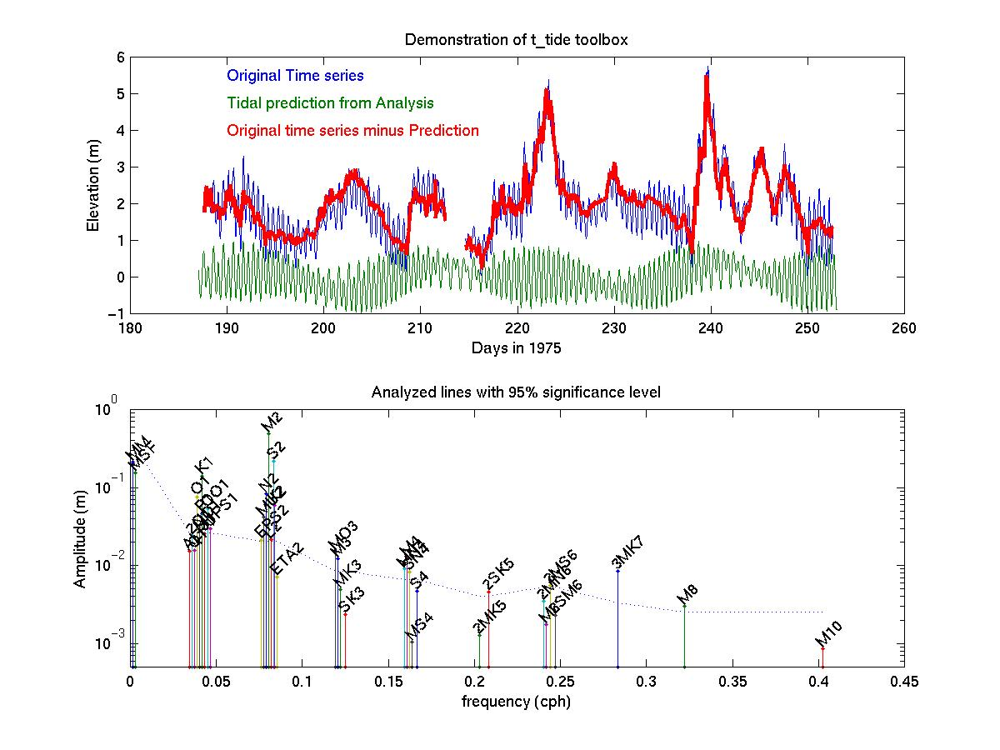 Demonstration of t_tide toolbox
6
Original Time series
5
Tidal prediction from Analysis
4
Original time series minus Prediction
3
2
1
0
−1
Elevation (m)
180 190 200 210 220 230 240 250 260
Days in 1975
Analyzed lines with 95% significance level
10^0
10^−1
10^−2
10^−3
Amplitude (m)
MM
MSF
O1
K1
M2
S2
N2
EPS2
ETA2
MO3
M3
MK3
SK3
M4
SN4
S4
MS4
2MK5
2SK5
2MN6
2MS6
M6
2SM6
3MK7
M8
M10
0 0.05 0.1 0.15 0.2 0.25 0.3 0.35 0.4 0.45
frequency (cph)